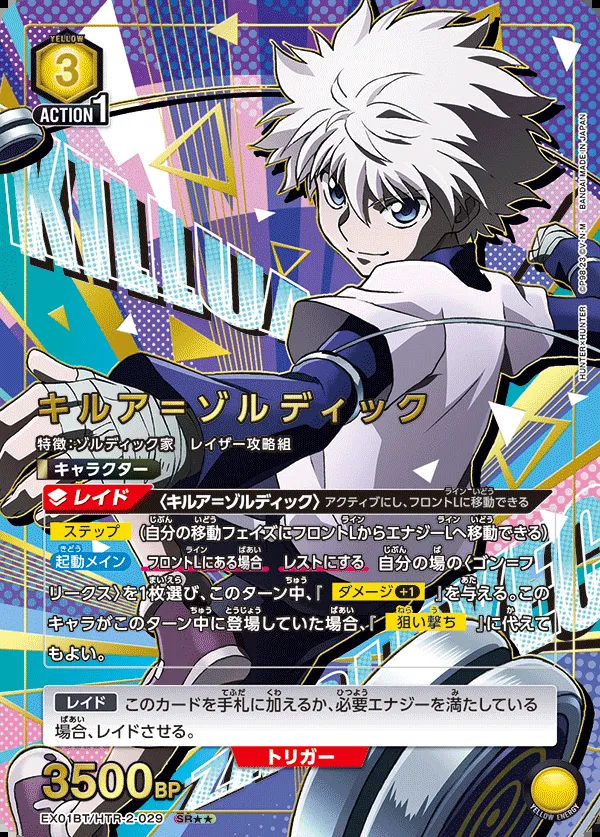 YELLOW
3
ACTION 1
KILLUA
キルア=ゾルディック
特徴:ゾルディック家 レイザー攻略組
キャラクター
レイド 〈キルア=ゾルディック〉アクティブにし、フロントLに移動できる
ステップ (自分の移動フェイズにフロントLからエナジーLへ移動できる)
起動メイン フロントLにある場合 レストにする 自分の場の〈ゴン=フ
リークス〉を1枚選び、このターン中、『 ダメージ+1 』を与える。この
キャラがこのターン中に登場していた場合、『 狙い撃ち 』に代えて
もよい。
レイド このカードを手札に加えるか、必要エナジーを満たしている
場合、レイドさせる。
トリガー
3500BP
EX01BT/HTR-2-029 SR★★
YELLOW ENERGY
HUNTER×HUNTER ©P98-23 ©V・N・M BANDAI MADE IN JAPAN